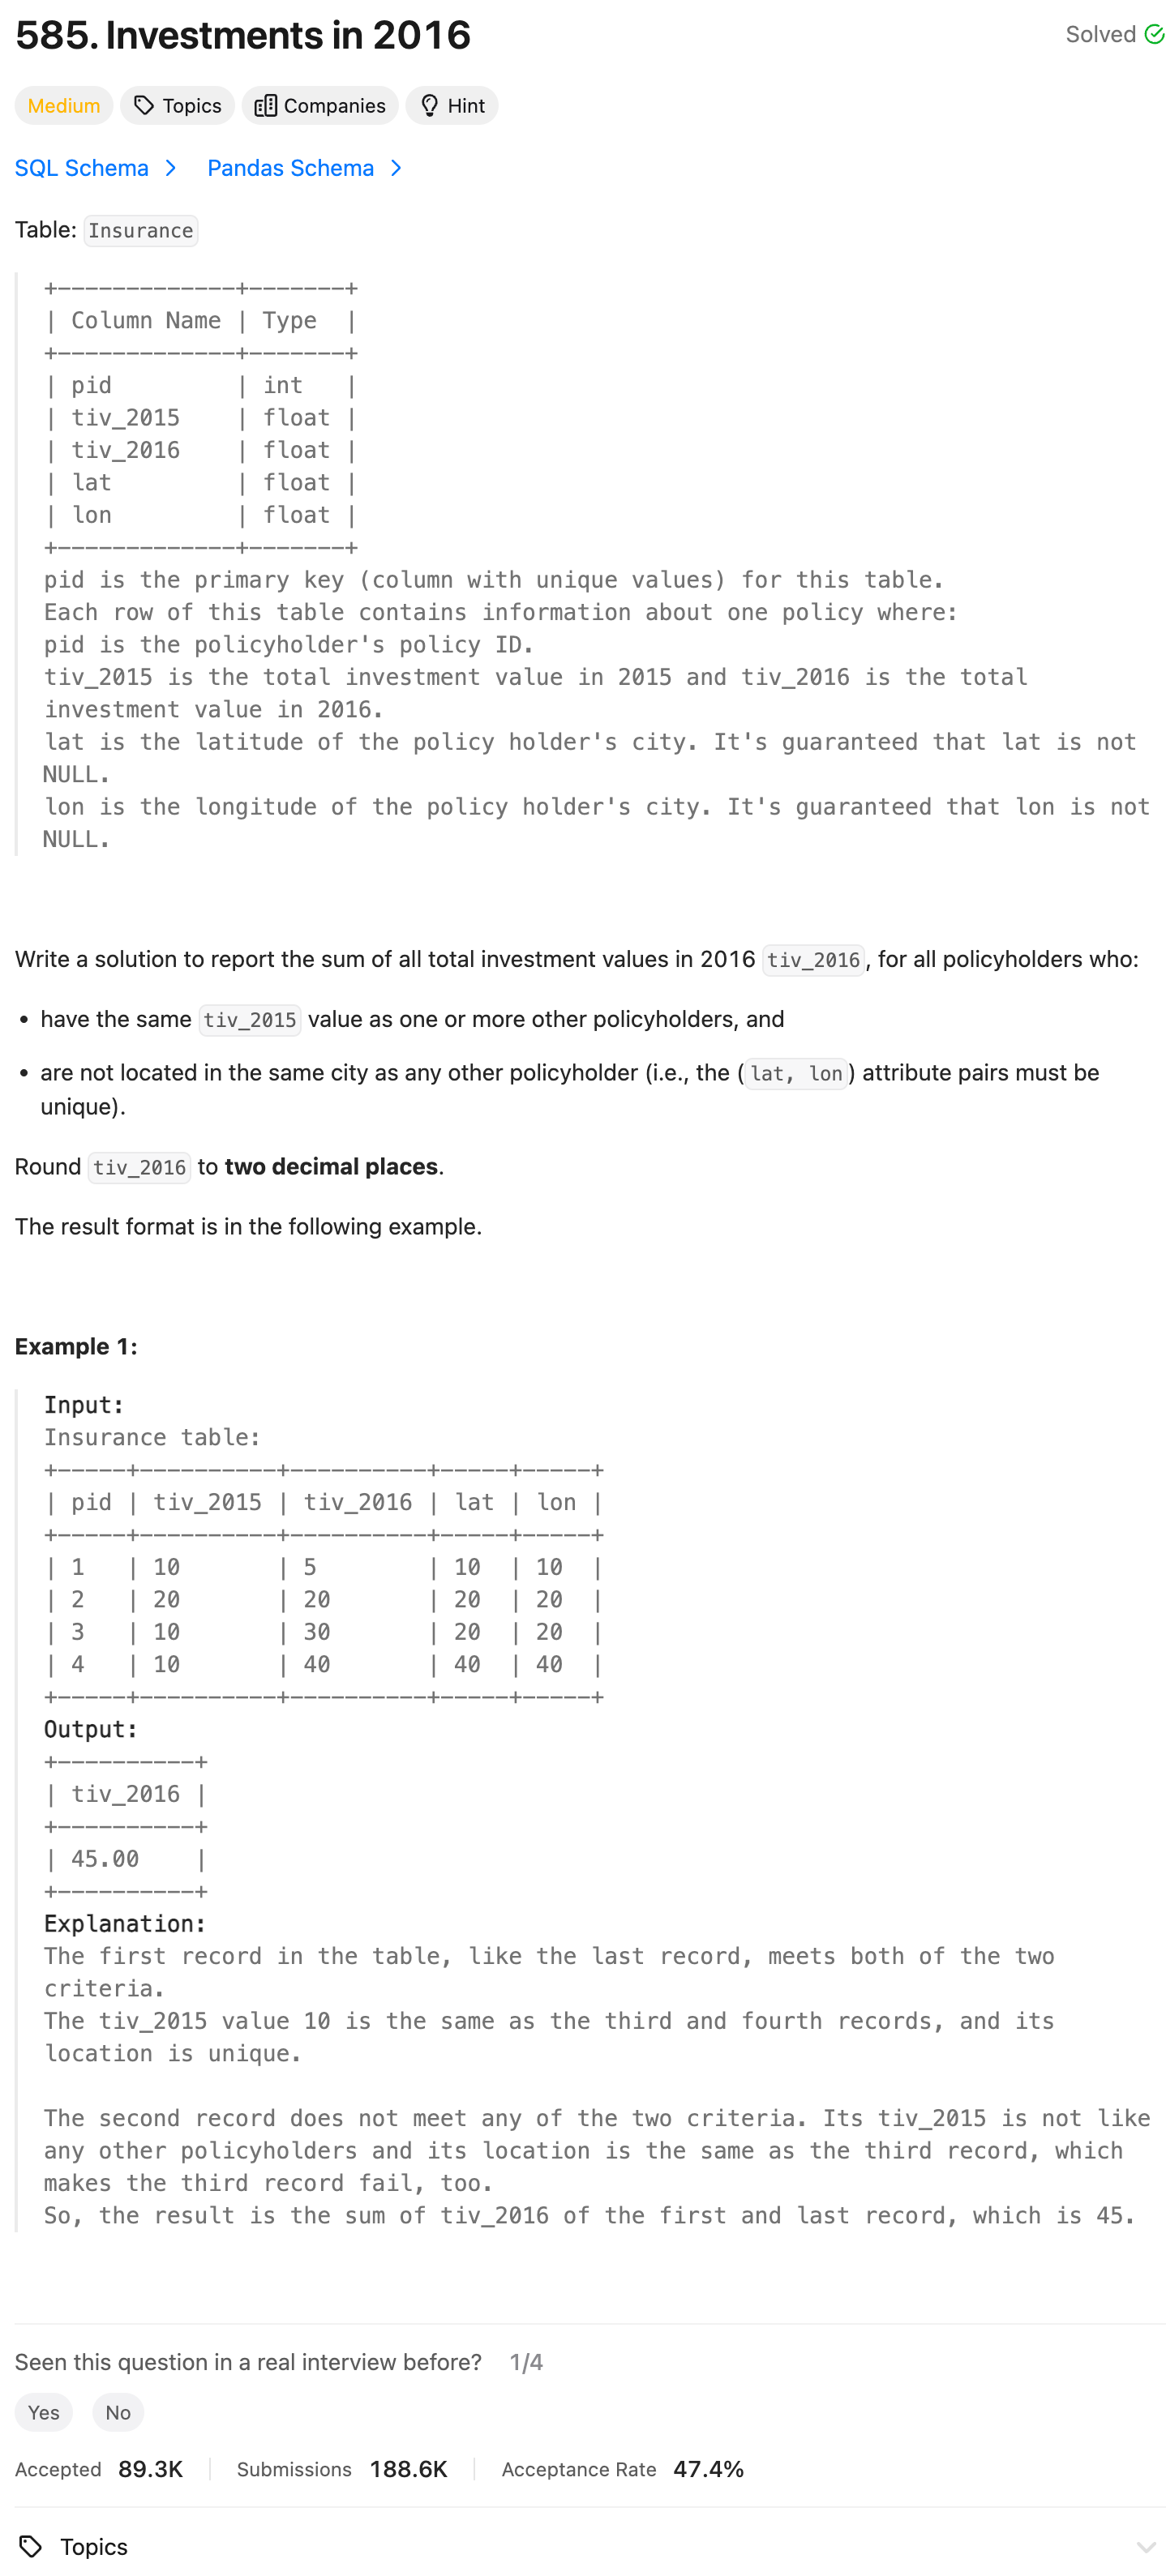 585. Investments in 2016
Solved
Medium
Topics
Companies
Hint
SQL Schema
Pandas Schema
Table: Insurance
+-------------+-------+
| Column Name | Type  |
+-------------+-------+
| pid         | int   |
| tiv_2015    | float |
| tiv_2016    | float |
| lat         | float |
| lon         | float |
+-------------+-------+
pid is the primary key (column with unique values) for this table.
Each row of this table contains information about one policy where:
pid is the policyholder's policy ID.
tiv_2015 is the total investment value in 2015 and tiv_2016 is the total
investment value in 2016.
lat is the latitude of the policy holder's city. It's guaranteed that lat is not
NULL.
lon is the longitude of the policy holder's city. It's guaranteed that lon is not
NULL.
Write a solution to report the sum of all total investment values in 2016 tiv_2016, for all policyholders who:
• have the same tiv_2015 value as one or more other policyholders, and
• are not located in the same city as any other policyholder (i.e., the (lat, lon) attribute pairs must be
unique).
Round tiv_2016 to two decimal places.
The result format is in the following example.
Example 1:
Input:
Insurance table:
+-----+----------+----------+-----+-----+
| pid | tiv_2015 | tiv_2016 | lat | lon |
+-----+----------+----------+-----+-----+
| 1   | 10       | 5        | 10  | 10  |
| 2   | 20       | 20       | 20  | 20  |
| 3   | 10       | 30       | 20  | 20  |
| 4   | 10       | 40       | 40  | 40  |
+-----+----------+----------+-----+-----+
Output:
+----------+
| tiv_2016 |
+----------+
| 45.00    |
+----------+
Explanation:
The first record in the table, like the last record, meets both of the two
criteria.
The tiv_2015 value 10 is the same as the third and fourth records, and its
location is unique.
The second record does not meet any of the two criteria. Its tiv_2015 is not like
any other policyholders and its location is the same as the third record, which
makes the third record fail, too.
So, the result is the sum of tiv_2016 of the first and last record, which is 45.
Seen this question in a real interview before? 1/4
Yes
No
Accepted 89.3K
Submissions 188.6K
Acceptance Rate 47.4%
Topics